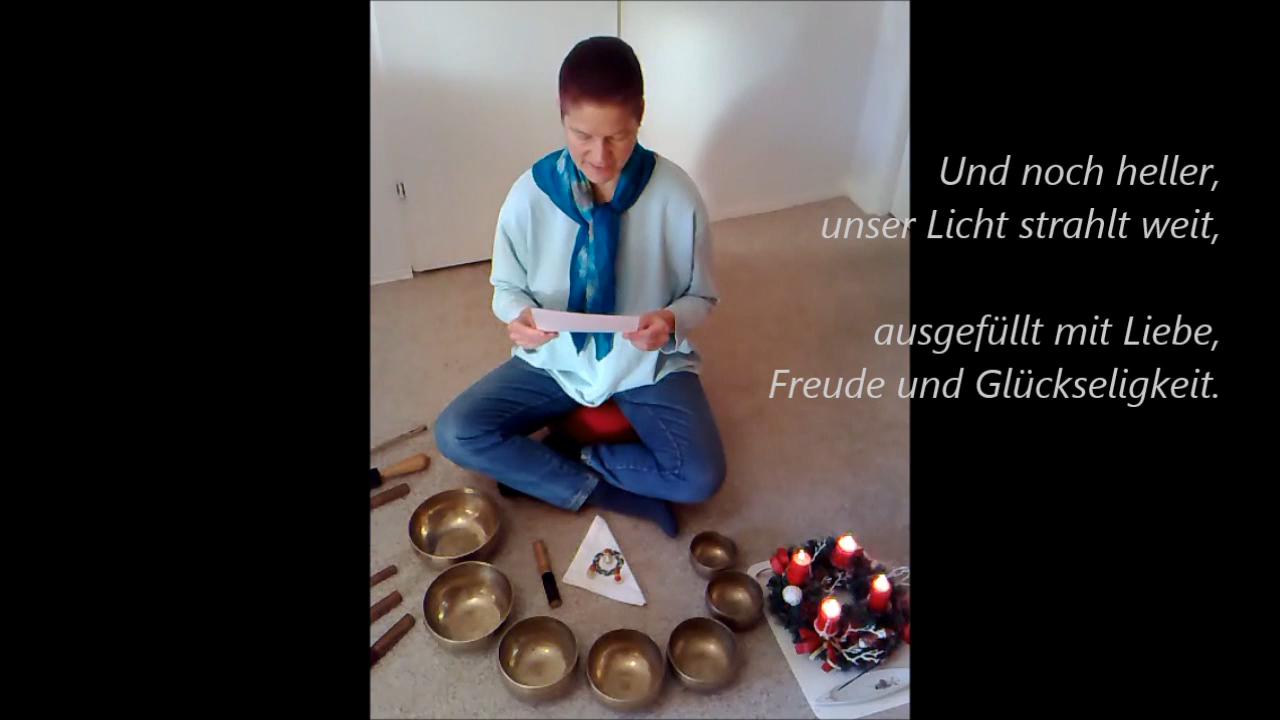 Und noch heller,
unser Licht strahlt weit,
ausgefüllt mit Liebe,
Freude und Glückseligkeit.